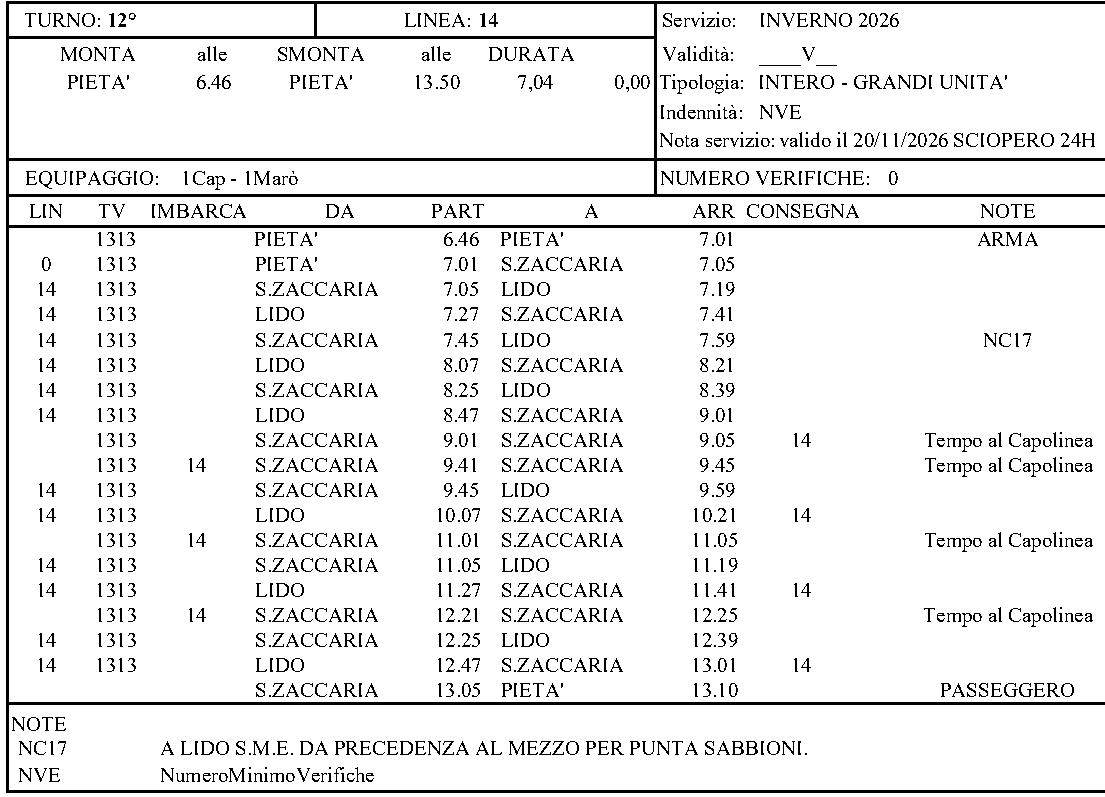 TURNO: 12° LINEA: 14 Servizio: INVERNO 2026
MONTA alle SMONTA alle DURATA Validità: ____V__
PIETA' 6.46 PIETA' 13.50 7,04 0,00 Tipologia: INTERO - GRANDI UNITA'
Indennità: NVE
Nota servizio: valido il 20/11/2026 SCIOPERO 24H
EQUIPAGGIO: 1Cap - 1Marò NUMERO VERIFICHE: 0
LIN TV IMBARCA DA PART A ARR CONSEGNA NOTE
1313 PIETA' 6.46 PIETA' 7.01 ARMA
0 1313 PIETA' 7.01 S.ZACCARIA 7.05
14 1313 S.ZACCARIA 7.05 LIDO 7.19
14 1313 LIDO 7.27 S.ZACCARIA 7.41
14 1313 S.ZACCARIA 7.45 LIDO 7.59 NC17
14 1313 LIDO 8.07 S.ZACCARIA 8.21
14 1313 S.ZACCARIA 8.25 LIDO 8.39
14 1313 LIDO 8.47 S.ZACCARIA 9.01
1313 S.ZACCARIA 9.01 S.ZACCARIA 9.05 14 Tempo al Capolinea
1313 14 S.ZACCARIA 9.41 S.ZACCARIA 9.45 Tempo al Capolinea
14 1313 S.ZACCARIA 9.45 LIDO 9.59
14 1313 LIDO 10.07 S.ZACCARIA 10.21 14
1313 14 S.ZACCARIA 11.01 S.ZACCARIA 11.05 Tempo al Capolinea
14 1313 S.ZACCARIA 11.05 LIDO 11.19
14 1313 LIDO 11.27 S.ZACCARIA 11.41 14
1313 14 S.ZACCARIA 12.21 S.ZACCARIA 12.25 Tempo al Capolinea
14 1313 S.ZACCARIA 12.25 LIDO 12.39
14 1313 LIDO 12.47 S.ZACCARIA 13.01 14
S.ZACCARIA 13.05 PIETA' 13.10 PASSEGGERO
NOTE
NC17 A LIDO S.M.E. DA PRECEDENZA AL MEZZO PER PUNTA SABBIONI.
NVE NumeroMinimoVerifiche